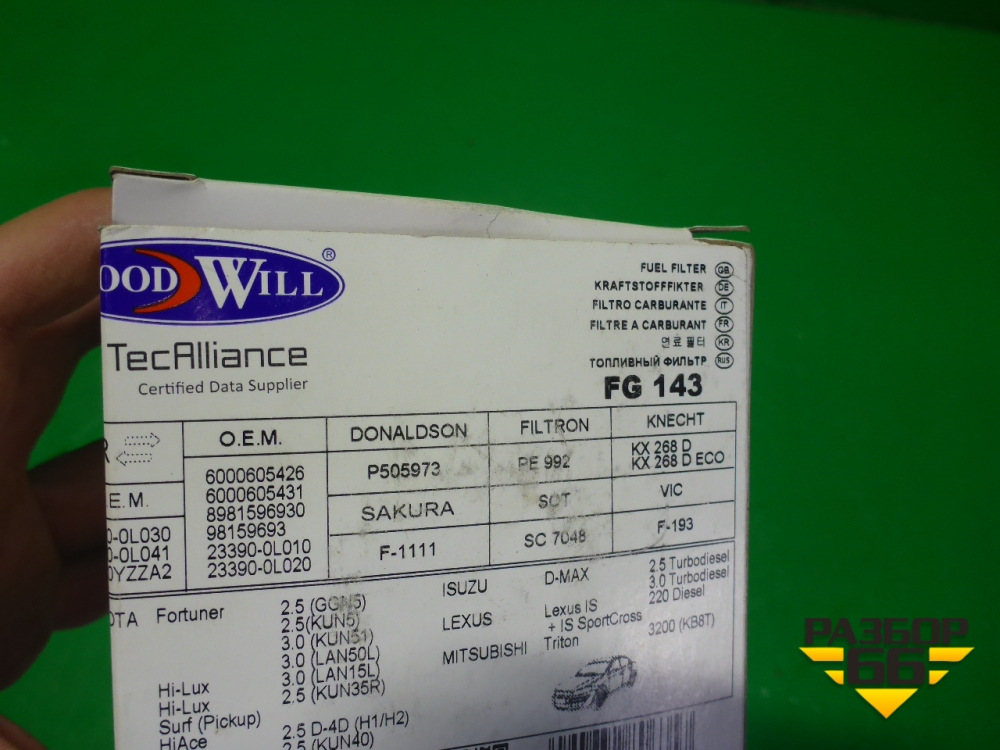 OOD WILL ®
TecAlliance
Certified Data Supplier
FUEL FILTER GB
KRAFTSTOFFFIKTER DE
FILTRO CARBURANTE IT
FILTRE A CARBURANT FR
연료 필터 KR
ТОПЛИВНЫЙ ФИЛЬТР RUS
FG 143
R
E.M.
0-0L030
0-0L041
0YZZA2
O.E.M.
6000605426
6000605431
8981596930
98159693
23390-0L010
23390-0L020
DONALDSON
P505973
SAKURA
F-1111
FILTRON
PE 992
SCT
SC 7048
KNECHT
KX 268 D
KX 268 D ECO
VIC
F-193
OTA Fortuner 2.5 (GGN5)
2.5 (KUN5)
3.0 (KUN51)
3.0 (LAN50L)
3.0 (LAN15L)
Hi-Lux 2.5 (KUN35R)
Hi-Lux
Surf (Pickup) 2.5 D-4D (H1/H2)
HiAce 2.5 (KUN40)
ISUZU D-MAX 2.5 Turbodiesel
3.0 Turbodiesel
LEXUS Lexus IS 220 Diesel
+ IS SportCross
MITSUBISHI Triton 3200 (KB8T)
РАЗБОР
66